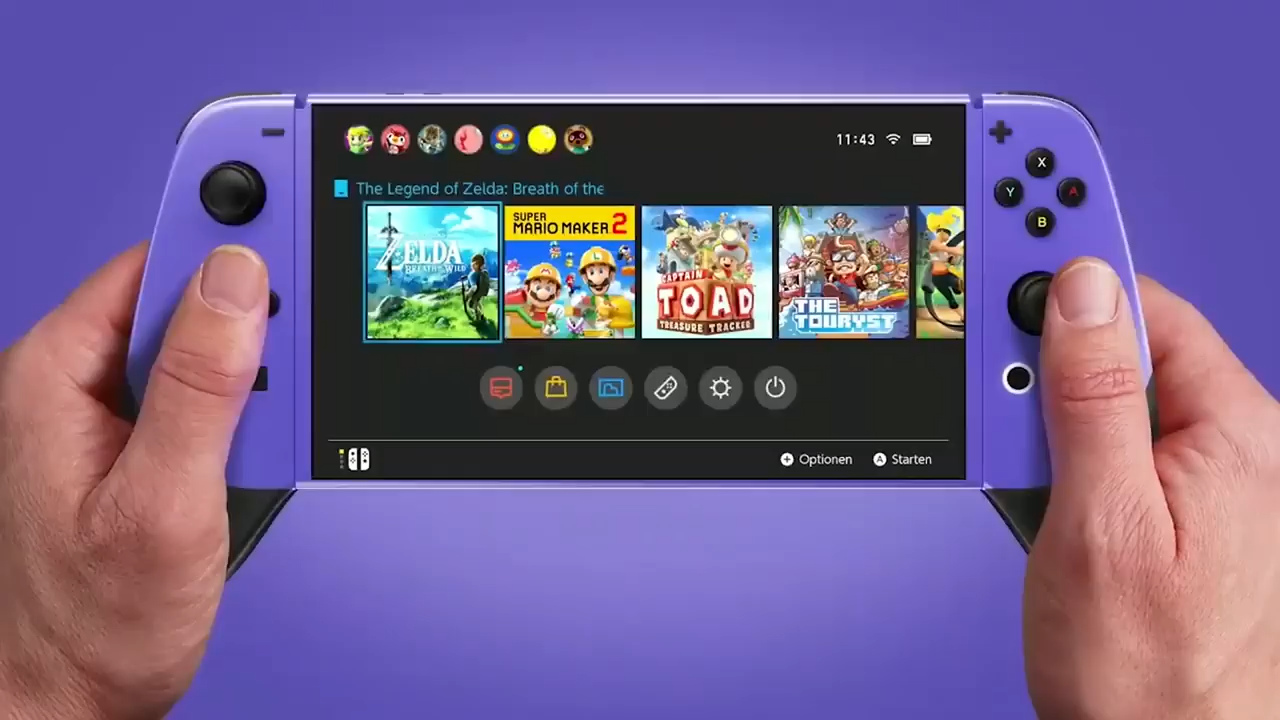 11:43
The Legend of Zelda: Breath of the
ZELDA
BREATH OF THE WILD
SUPER
MARIO MAKER 2
CAPTAIN
TOAD
TREASURE TRACKER
THE
TOURYST
X
Y
A
B
+ Optionen
A Starten